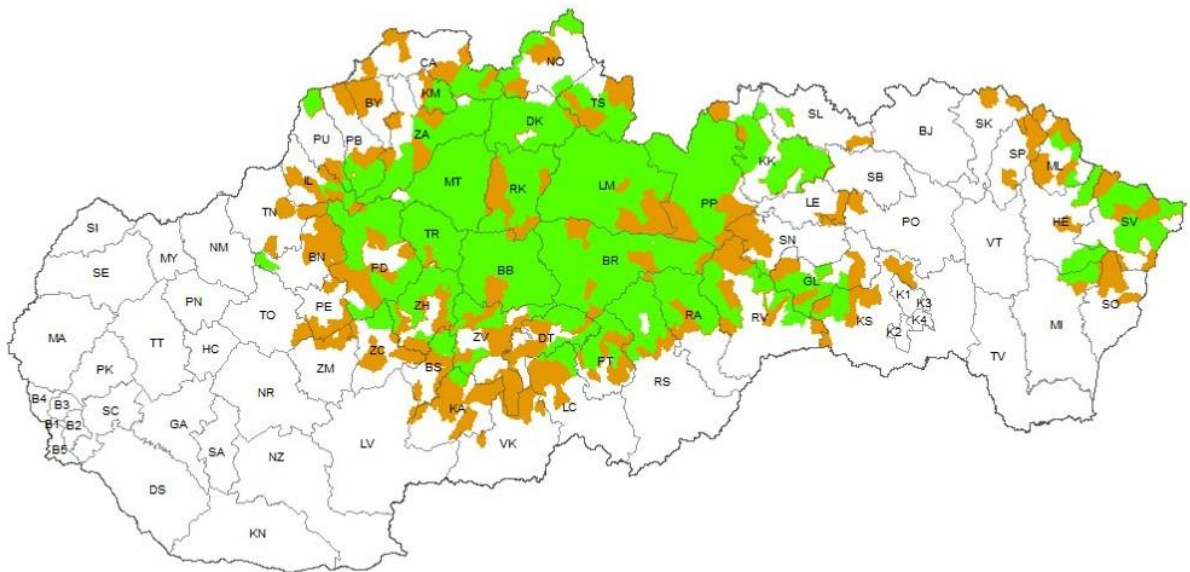 CA
NO
KM
BY
TS
DK
ZA
SL
PU
PB
BJ
SK
SP
ML
KK
SB
IL
MT
RK
LM
PP
LE
TN
SV
SI
NM
TR
PO
HE
SE
MY
BN
PD
BB
BR
SN
VT
PN
PE
ZH
GL
K1
K3
SO
MA
TT
TO
HC
ZV
DT
RA
RV
KS
K4
K2
MI
PK
ZC
BS
PT
TV
ZM
RS
NR
B4
B3
SC
GA
KA
LC
B1
B2
VK
B5
SA
NZ
LV
DS
KN